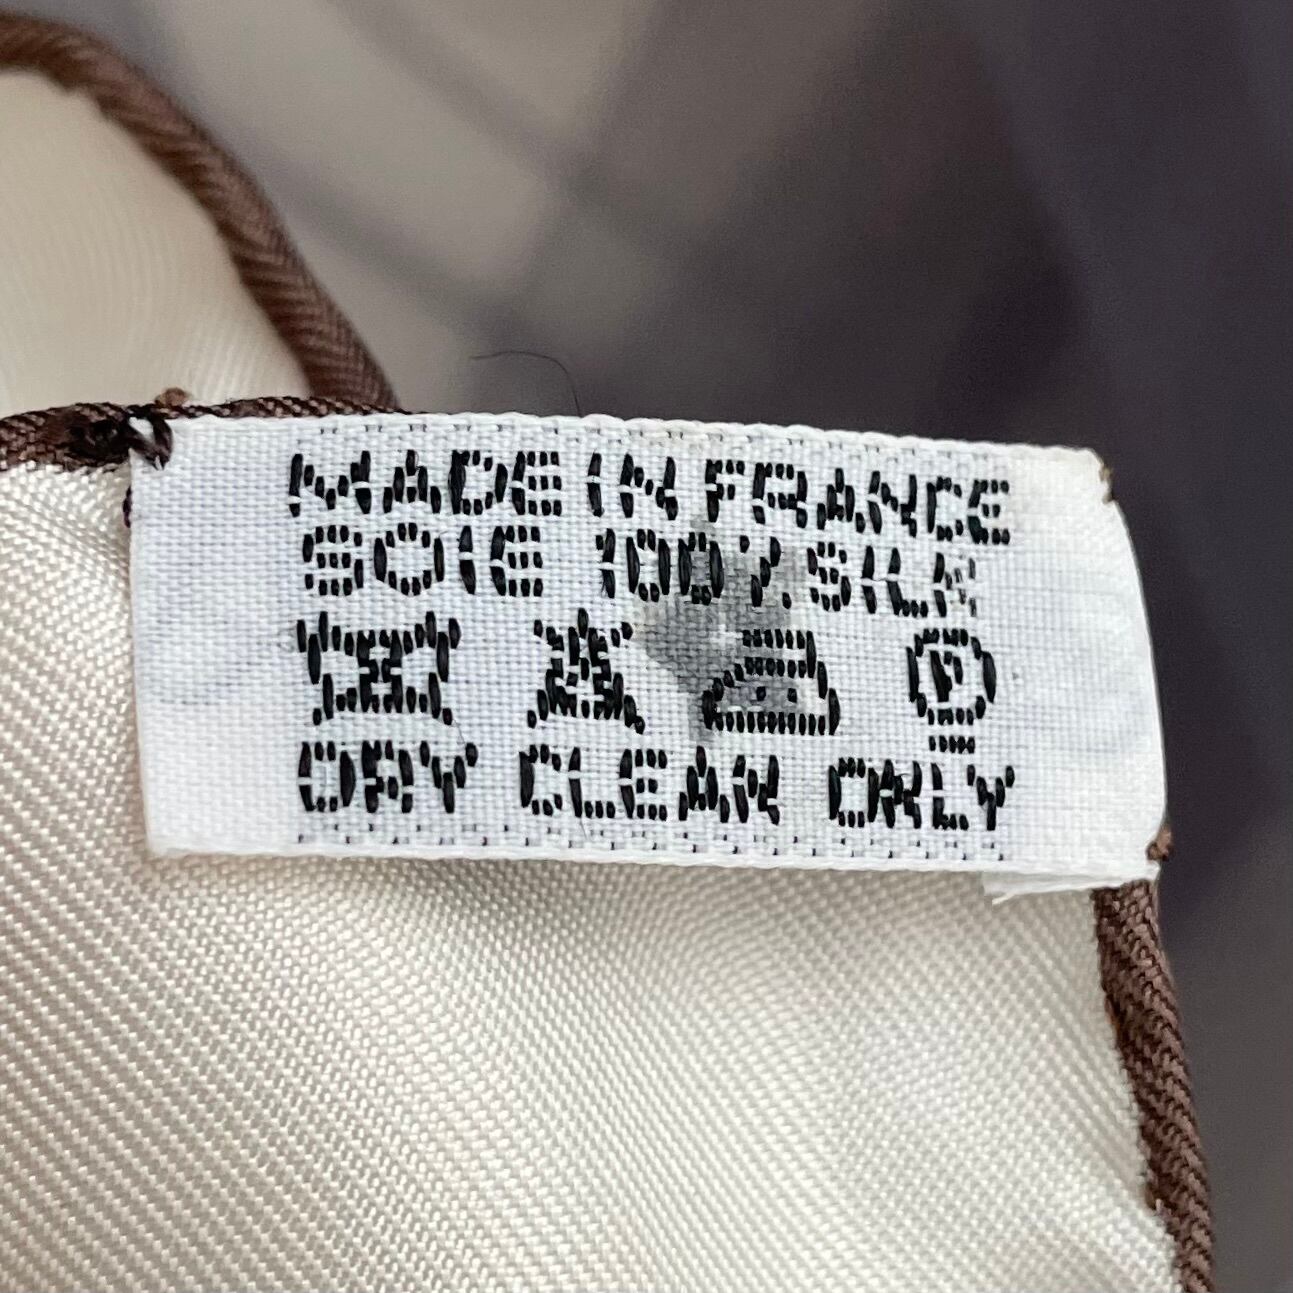 MADE IN FRANCE
SOIE 100% SILK
P
DRY CLEAN ONLY